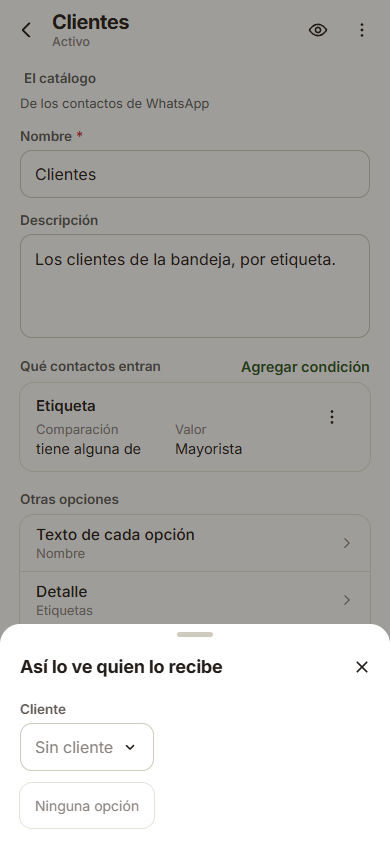 Clientes
Activo
El catálogo
De los contactos de WhatsApp
Nombre *
Clientes
Descripción
Los clientes de la bandeja, por etiqueta.
Qué contactos entran
Agregar condición
Etiqueta
Comparación
Valor
tiene alguna de
Mayorista
Otras opciones
Texto de cada opción
Nombre
Detalle
Etiquetas
Así lo ve quien lo recibe
Cliente
Sin cliente
Ninguna opción